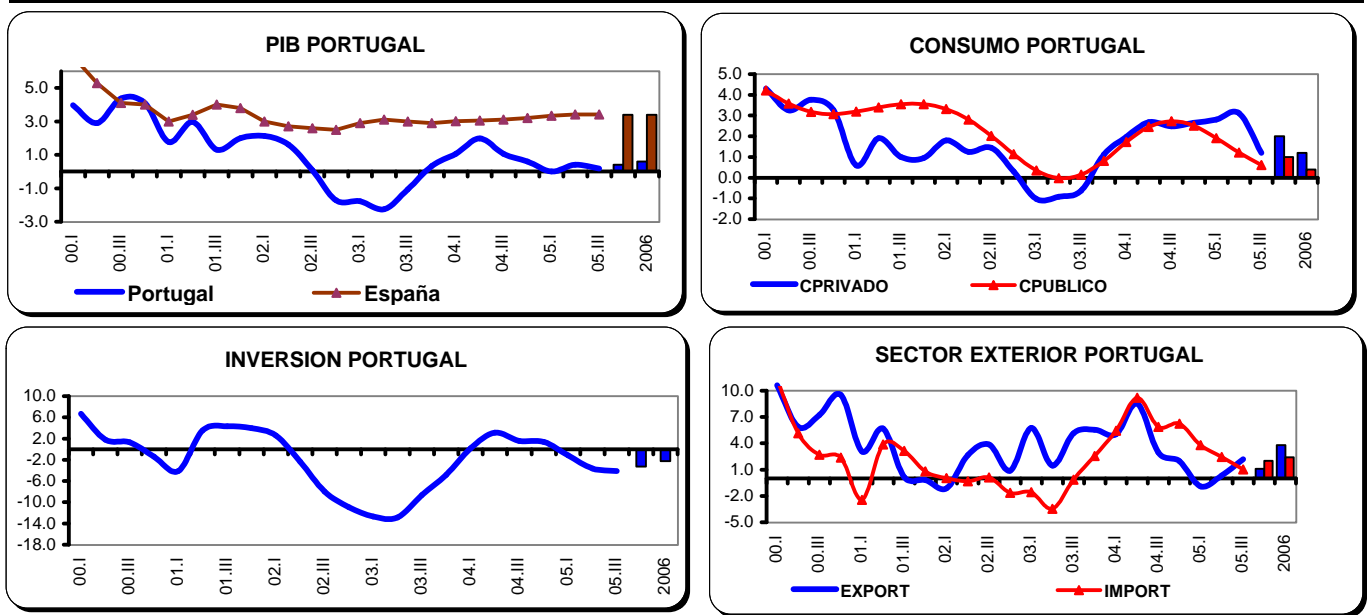 PIB PORTUGAL
5.0
3.0
1.0
-1.0
-3.0
00.I
00.III
01.I
01.III
02.I
02.III
03.I
03.III
04.I
04.III
05.I
05.III
2006
Portugal
España
CONSUMO PORTUGAL
5.0
4.0
3.0
2.0
1.0
0.0
-1.0
-2.0
00.I
00.III
01.I
01.III
02.I
02.III
03.I
03.III
04.I
04.III
05.I
05.III
2006
CPRIVADO
CPUBLICO
INVERSION PORTUGAL
10.0
6.0
2.0
-2.0
-6.0
-10.0
-14.0
-18.0
00.I
00.III
01.I
01.III
02.I
02.III
03.I
03.III
04.I
04.III
05.I
05.III
2006
SECTOR EXTERIOR PORTUGAL
10.0
7.0
4.0
1.0
-2.0
-5.0
00.I
00.III
01.I
01.III
02.I
02.III
03.I
03.III
04.I
04.III
05.I
05.III
2006
EXPORT
IMPORT